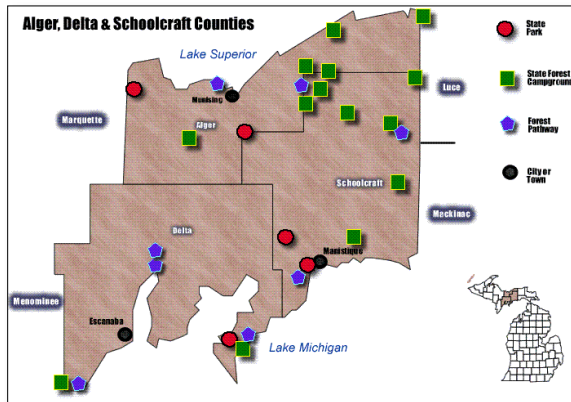 Alger, Delta & Schoolcraft Counties
Lake Superior
State
Park
State Forest
Campground
Luce
Munising
Marquette
Alger
Forest
Pathway
Schoolcraft
City or
Town
Mackinac
Delta
Manistique
Menominee
Escanaba
Lake Michigan